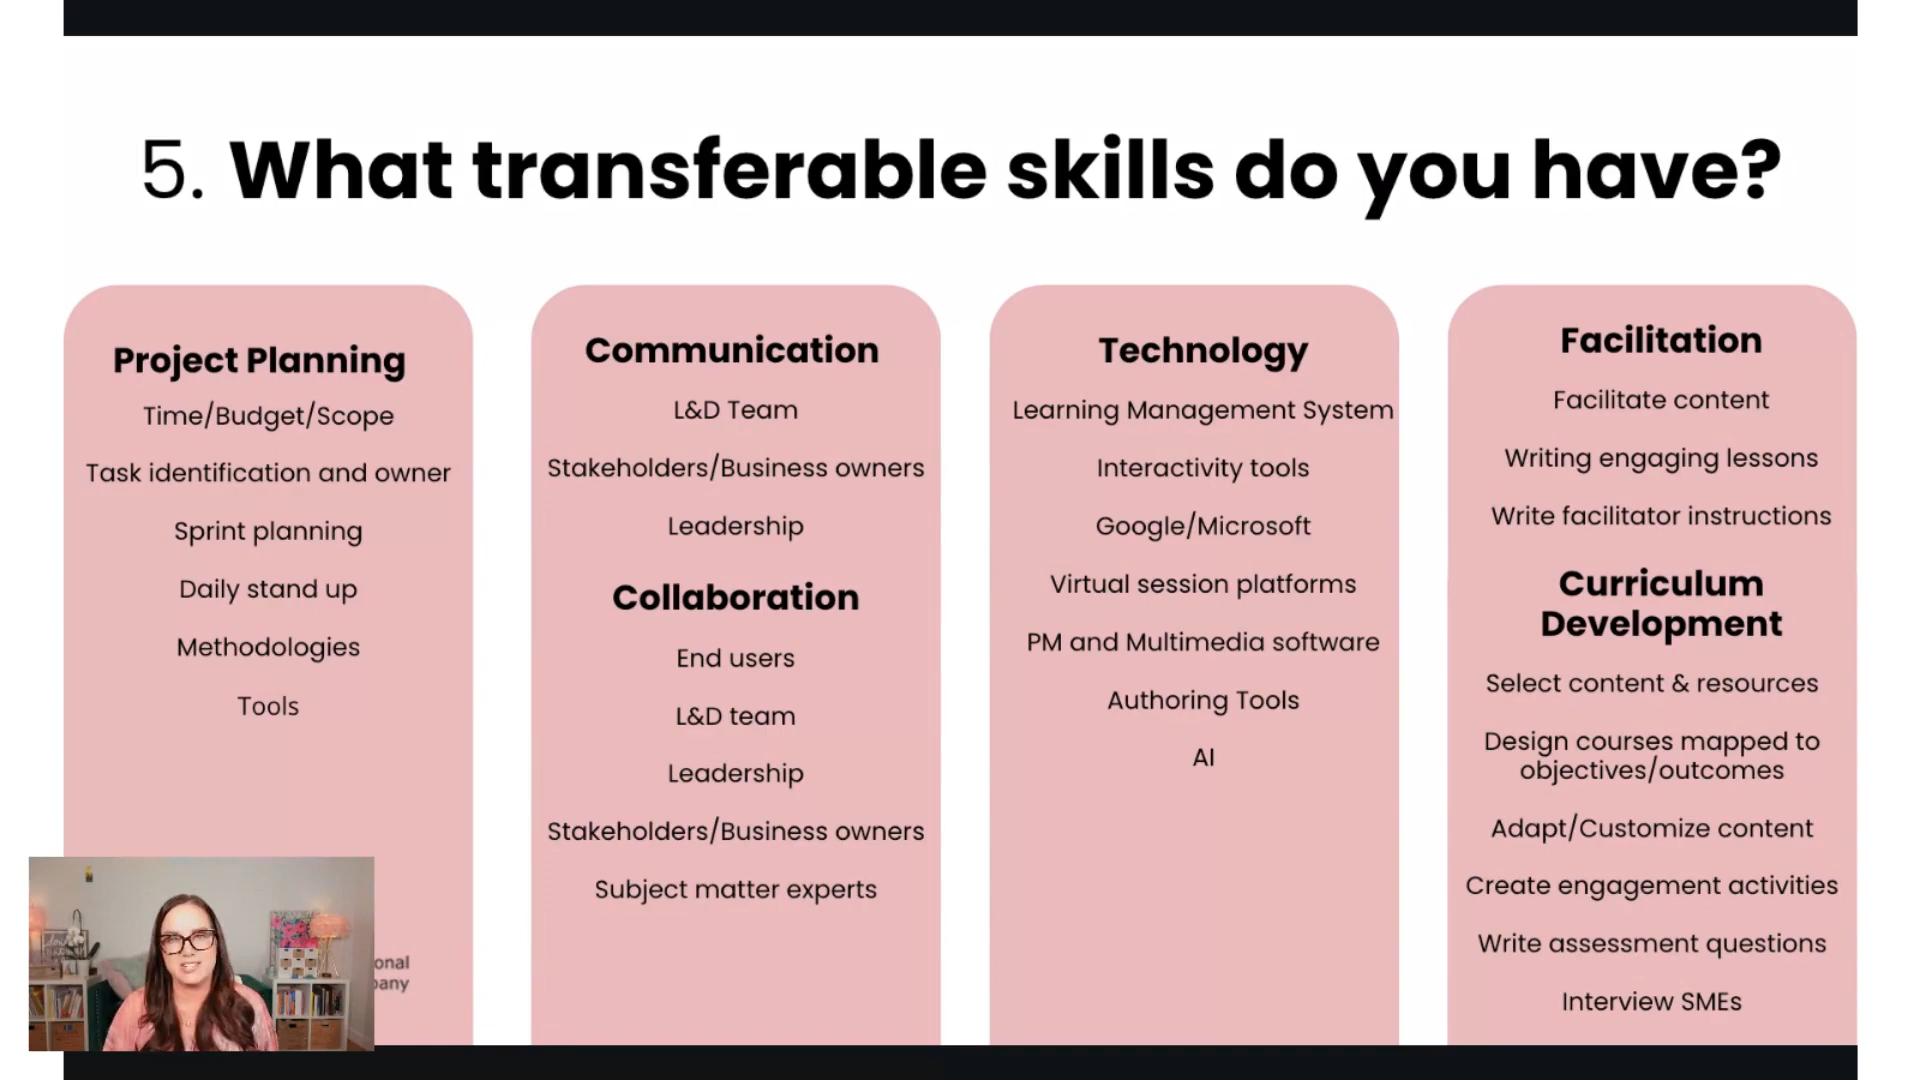 5. What transferable skills do you have?
Project Planning
Time/Budget/Scope
Task identification and owner
Sprint planning
Daily stand up
Methodologies
Tools
onal
pany
Communication
L&D Team
Stakeholders/Business owners
Leadership
Collaboration
End users
L&D team
Leadership
Stakeholders/Business owners
Subject matter experts
Technology
Learning Management System
Interactivity tools
Google/Microsoft
Virtual session platforms
PM and Multimedia software
Authoring Tools
AI
Facilitation
Facilitate content
Writing engaging lessons
Write facilitator instructions
Curriculum
Development
Select content & resources
Design courses mapped to
objectives/outcomes
Adapt/Customize content
Create engagement activities
Write assessment questions
Interview SMEs